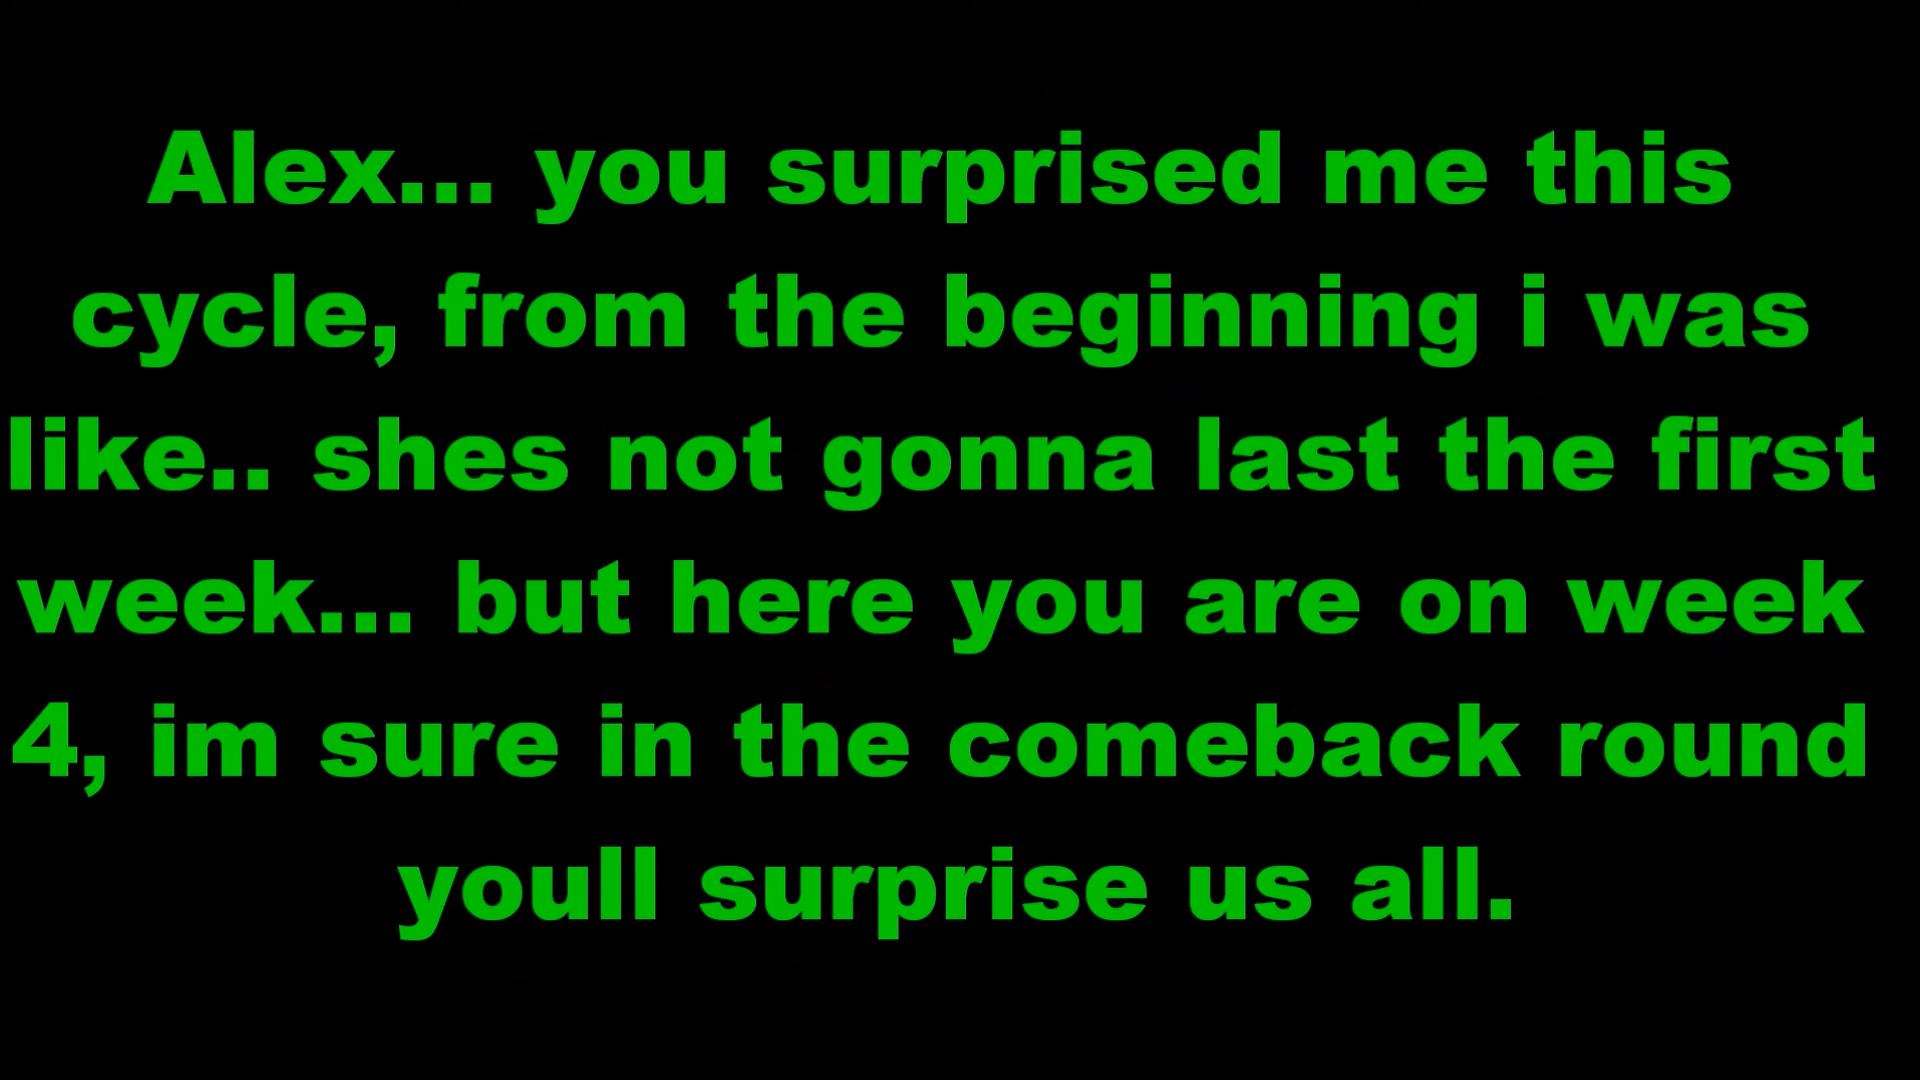 Alex... you surprised me this
cycle, from the beginning i was
like.. shes not gonna last the first
week... but here you are on week
4, im sure in the comeback round
youll surprise us all.